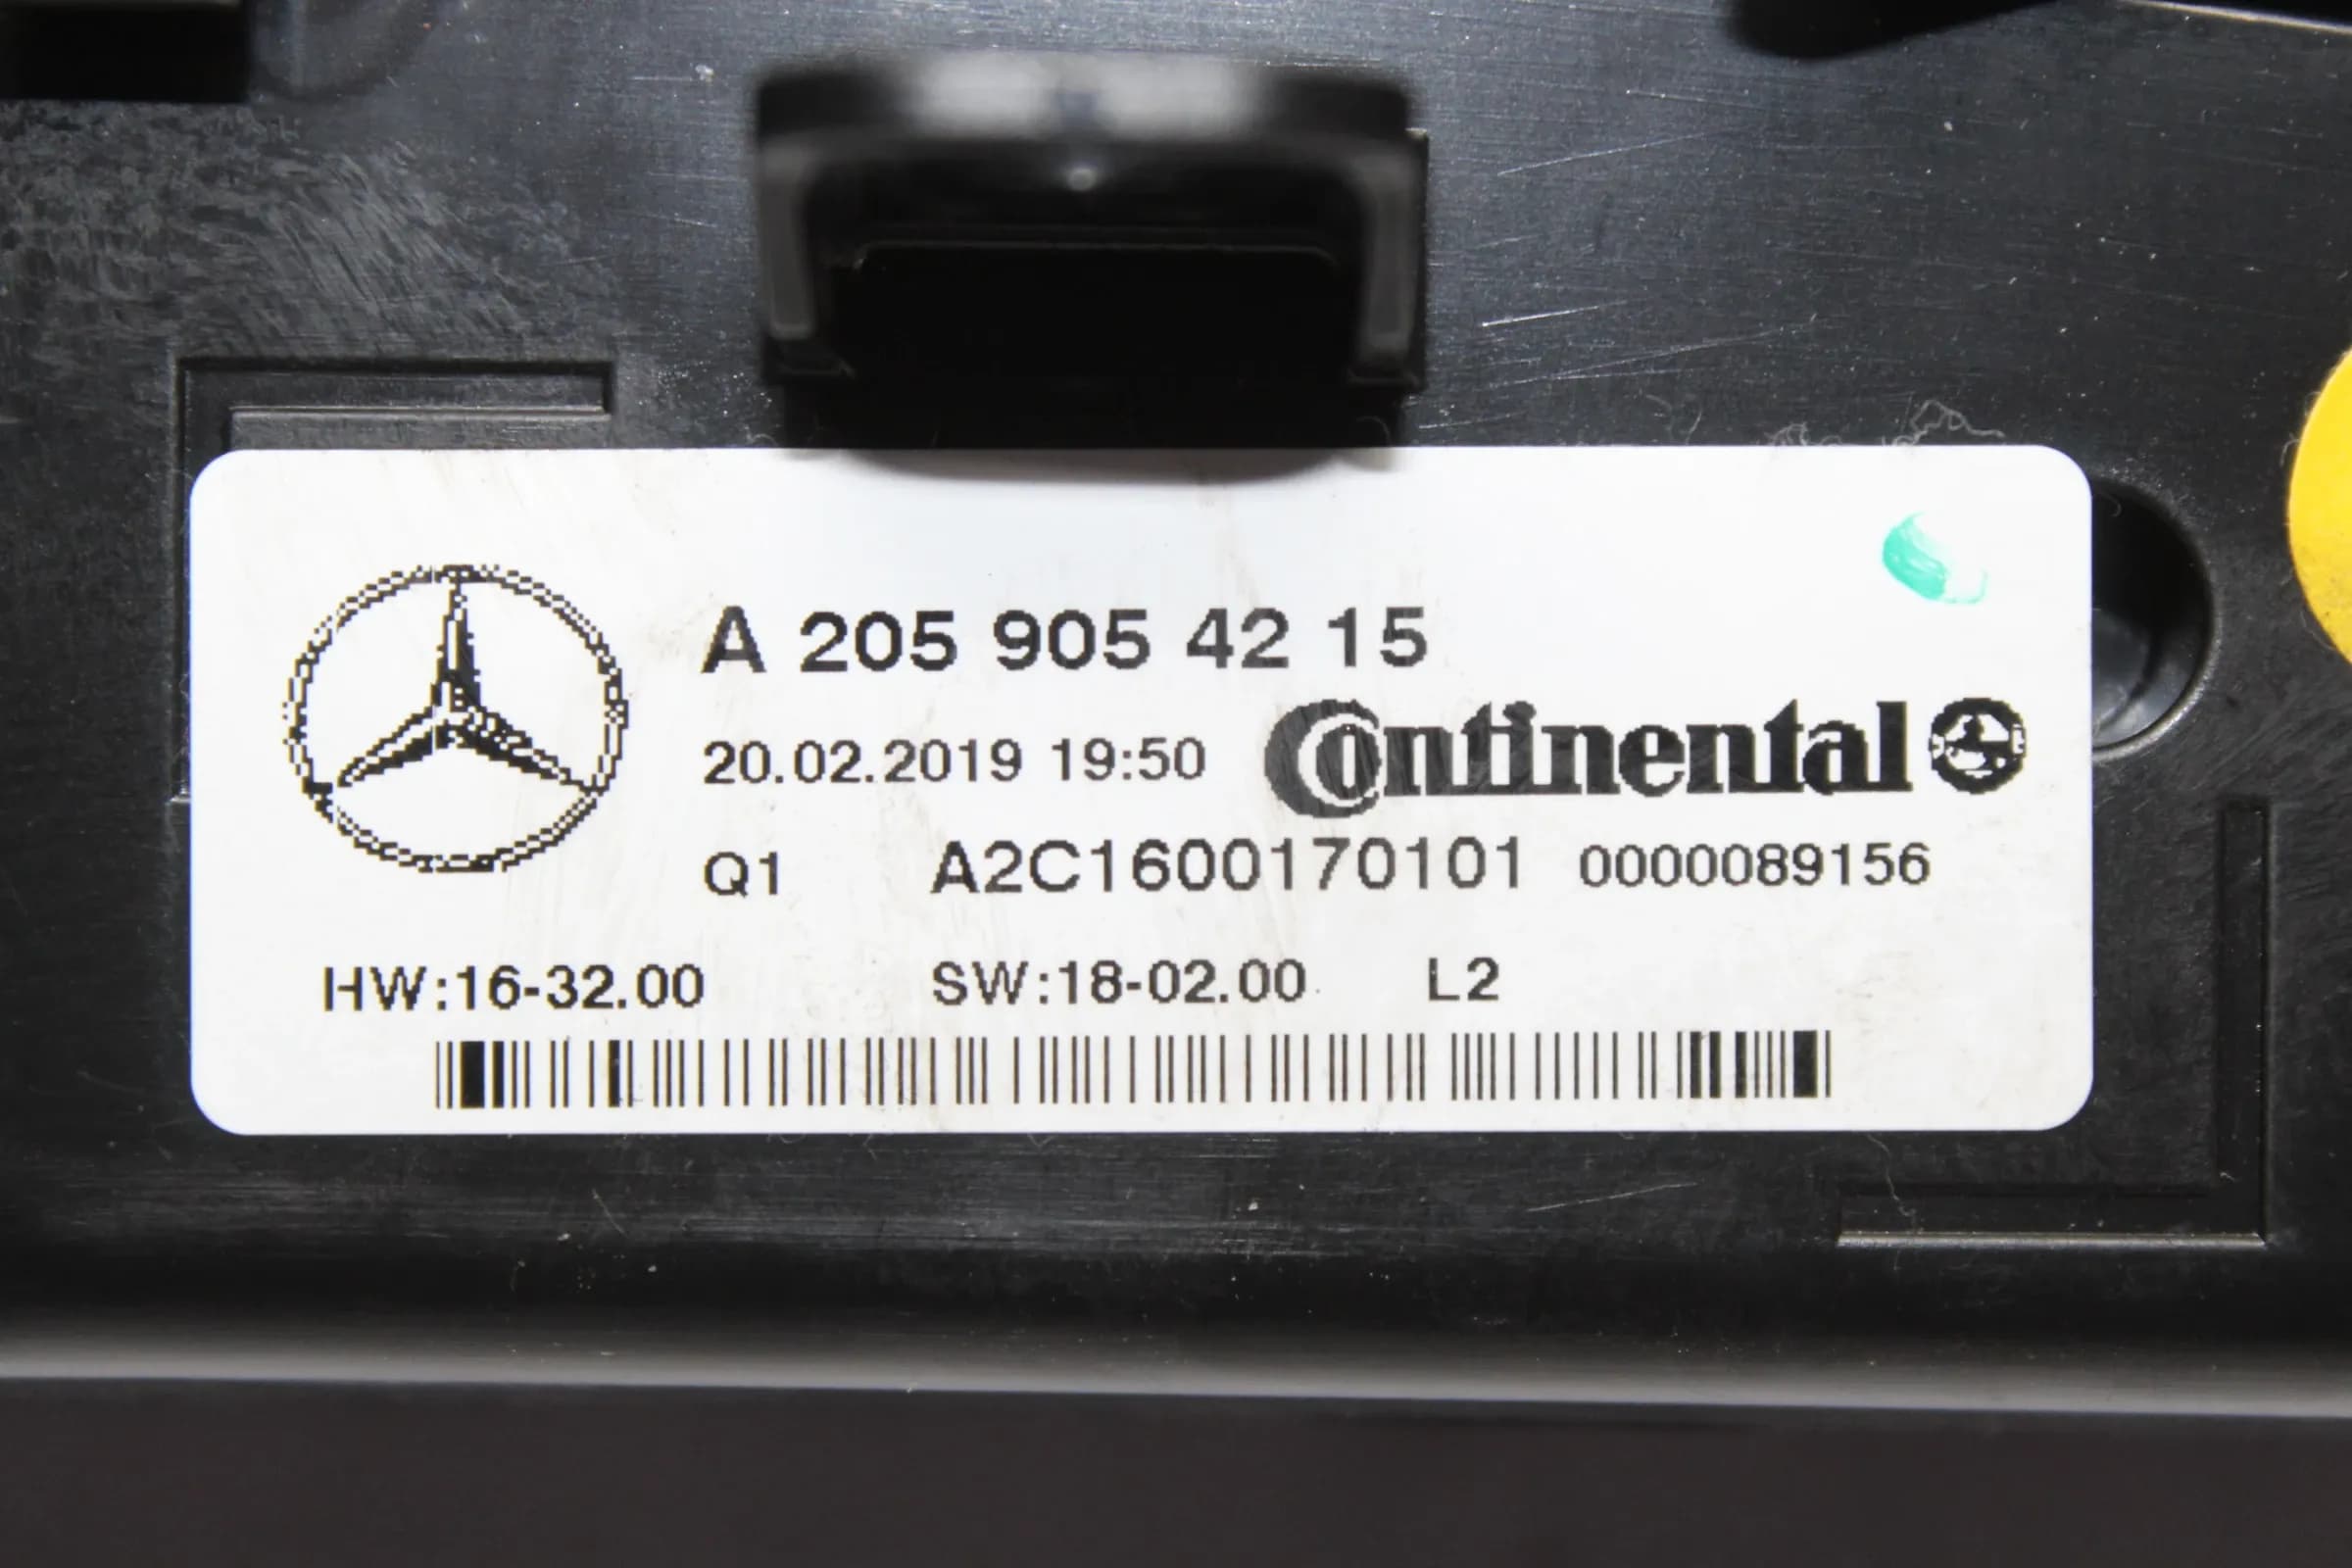 A 205 905 42 15
20.02.2019 19:50 Continental
Q1 A2C1600170101 0000089156
HW:16-32.00 SW:18-02.00 L2